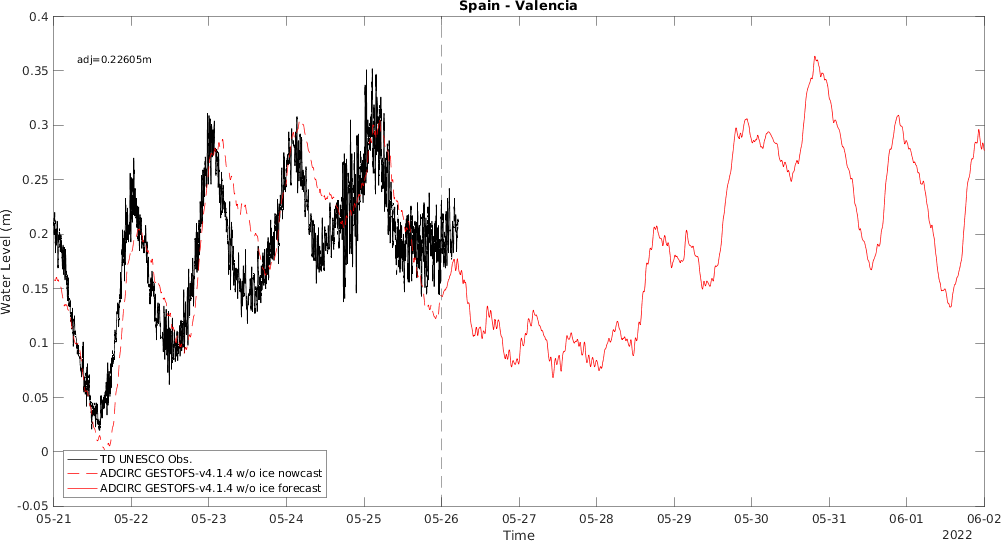 Spain - Valencia
adj=0.22605m
0.4
0.35
0.3
0.25
0.2
0.15
0.1
0.05
0
-0.05
Water Level (m)
TD UNESCO Obs.
ADCIRC GESTOFS-v4.1.4 w/o ice nowcast
ADCIRC GESTOFS-v4.1.4 w/o ice forecast
05-21 05-22 05-23 05-24 05-25 05-26 05-27 05-28 05-29 05-30 05-31 06-01 06-02
Time
2022